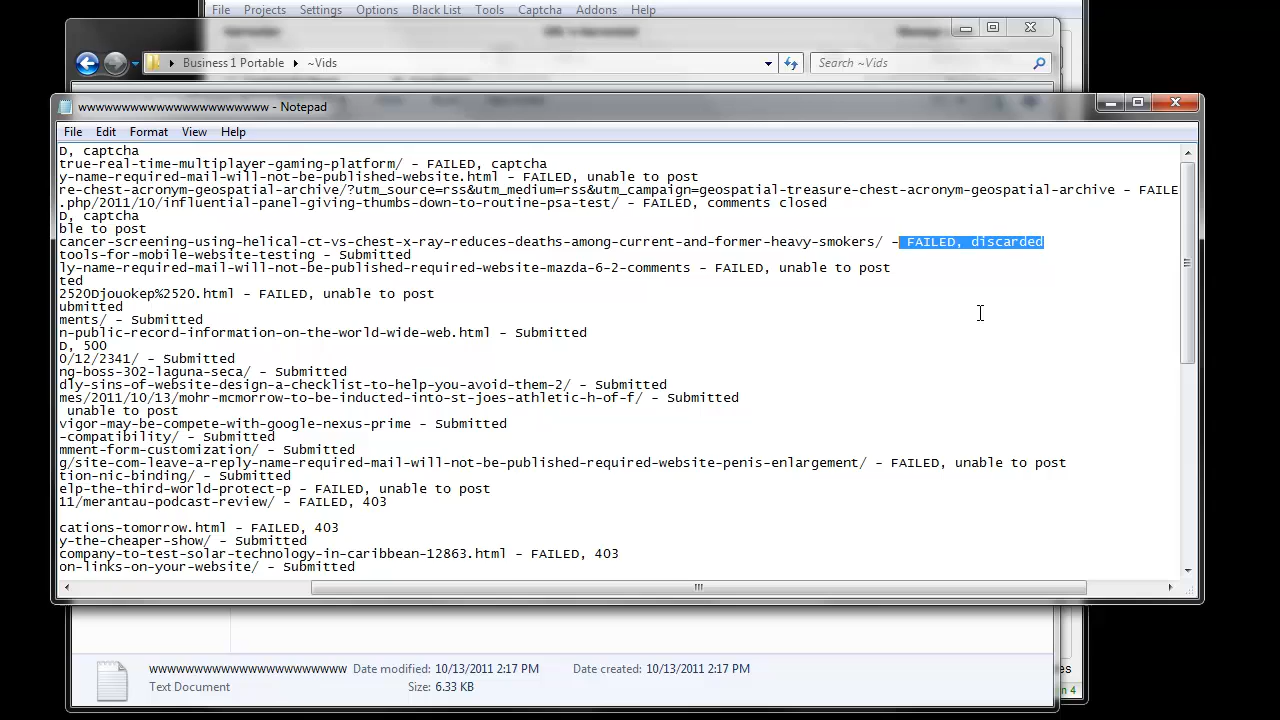 File Projects Settings Options Black List Tools Captcha Addons Help
Business 1 Portable ~Vids Search ~Vids
wwwwwwwwwwwwwwwwwwwwww - Notepad
File Edit Format View Help
D, captcha
true-real-time-multiplayer-gaming-platform/ - FAILED, captcha
y-name-required-mail-will-not-be-published-website.html - FAILED, unable to post
re-chest-acronym-geospatial-archive/?utm_source=rss&utm_medium=rss&utm_campaign=geospatial-treasure-chest-acronym-geospatial-archive - FAILE
.php/2011/10/influential-panel-giving-thumbs-down-to-routine-psa-test/ - FAILED, comments closed
D, captcha
ble to post
cancer-screening-using-helical-ct-vs-chest-x-ray-reduces-deaths-among-current-and-former-heavy-smokers/ - FAILED, discarded
tools-for-mobile-website-testing - Submitted
ly-name-required-mail-will-not-be-published-required-website-mazda-6-2-comments - FAILED, unable to post
ted
2520Djouokep%2520.html - FAILED, unable to post
ubmitted
ments/ - Submitted
n-public-record-information-on-the-world-wide-web.html - Submitted
D, 500
0/12/2341/ - Submitted
ng-boss-302-laguna-seca/ - Submitted
dly-sins-of-website-design-a-checklist-to-help-you-avoid-them-2/ - Submitted
mes/2011/10/13/mohr-mcmorrow-to-be-inducted-into-st-joes-athletic-h-of-f/ - Submitted
unable to post
vigor-may-be-compete-with-google-nexus-prime - Submitted
-compatibility/ - Submitted
mment-form-customization/ - Submitted
g/site-com-leave-a-reply-name-required-mail-will-not-be-published-required-website-penis-enlargement/ - FAILED, unable to post
tion-nic-binding/ - Submitted
elp-the-third-world-protect-p - FAILED, unable to post
11/merantau-podcast-review/ - FAILED, 403
cations-tomorrow.html - FAILED, 403
y-the-cheaper-show/ - Submitted
company-to-test-solar-technology-in-caribbean-12863.html - FAILED, 403
on-links-on-your-website/ - Submitted
wwwwwwwwwwwwwwwwwwwwww Date modified: 10/13/2011 2:17 PM Date created: 10/13/2011 2:17 PM
Text Document Size: 6.33 KB
es
n 4